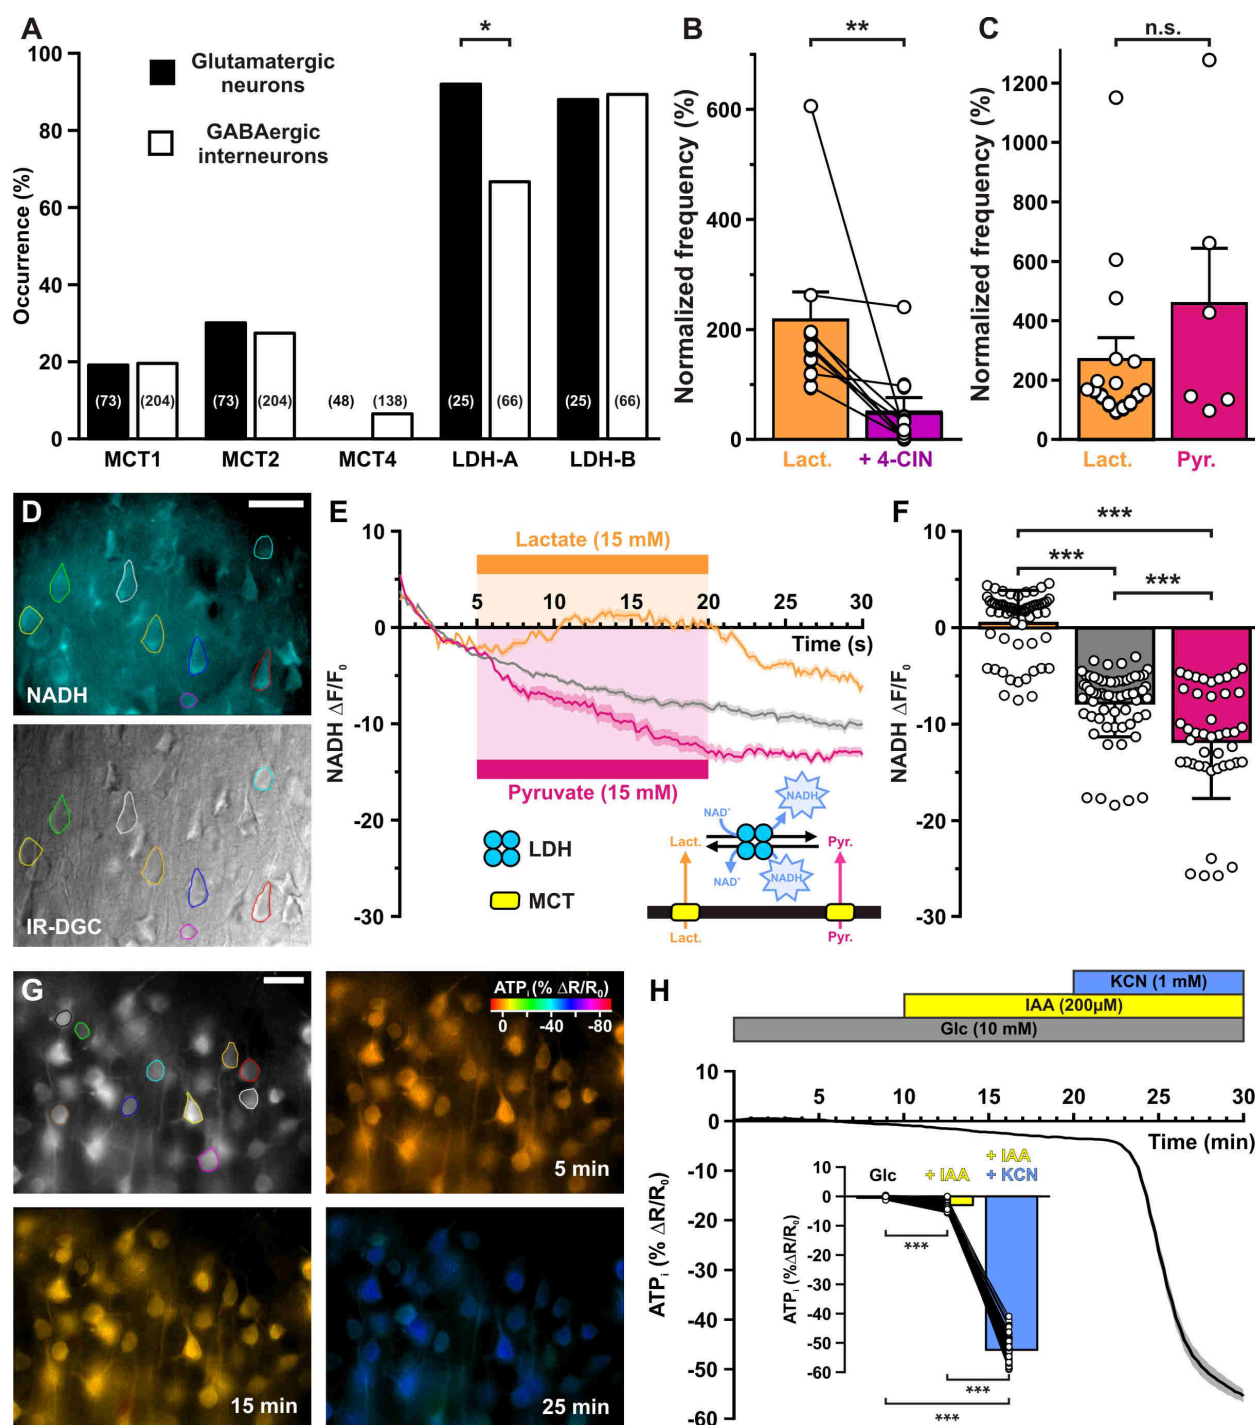 A
*
100
80
60
40
20
0
Occurrence (%)
Glutamatergic
neurons
GABAergic
interneurons
(73)
(204)
(73)
(204)
(48)
(138)
(25)
(66)
(25)
(66)
MCT1
MCT2
MCT4
LDH-A
LDH-B
B
**
Normalized frequency (%)
600
400
200
0
Lact.
+ 4-CIN
C
n.s.
Normalized frequency (%)
1200
1000
800
600
400
200
0
Lact.
Pyr.
D
NADH
IR-DGC
E
NADH ΔF/F₀
10
0
-10
-20
-30
Lactate (15 mM)
5
10
15
20
25
30
Time (s)
Pyruvate (15 mM)
LDH
MCT
NAD⁺
NADH
Lact.
Pyr.
NAD⁺
NADH
Lact.
Pyr.
F
***
***
***
NADH ΔF/F₀
10
0
-10
-20
-30
G
ATPᵢ (% ΔR/R₀)
0
-40
-80
5 min
15 min
25 min
H
KCN (1 mM)
IAA (200µM)
Glc (10 mM)
ATPᵢ (% ΔR/R₀)
0
-10
-20
-30
-40
-50
-60
5
10
15
20
25
30
Time (min)
ATPᵢ (%ΔR/R₀)
10
0
-10
-20
-30
-40
-50
-60
Glc
+ IAA
+ IAA
+ KCN
***
***
***